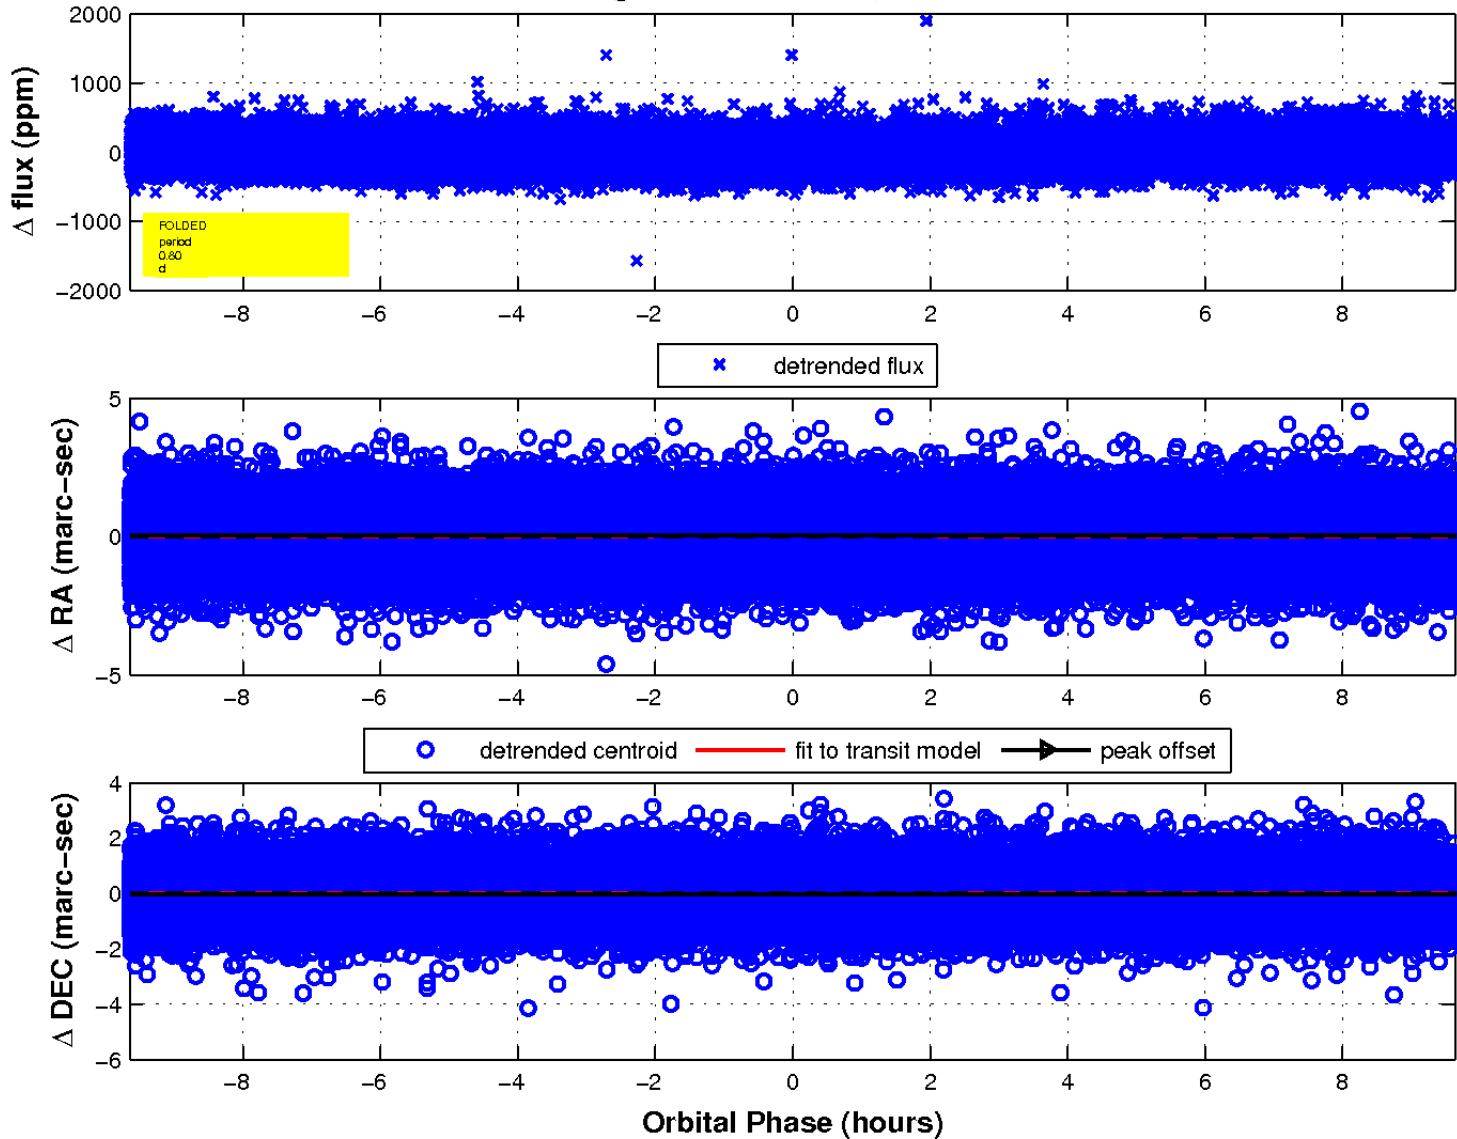 2000
1000
0
−1000
−2000
Δ flux (ppm)
FOLDED
period
0.80
d
−8 −6 −4 −2 0 2 4 6 8
detrended flux
5
0
−5
Δ RA (marc−sec)
−8 −6 −4 −2 0 2 4 6 8
detrended centroid fit to transit model peak offset
4
2
0
−2
−4
−6
Δ DEC (marc−sec)
−8 −6 −4 −2 0 2 4 6 8
Orbital Phase (hours)